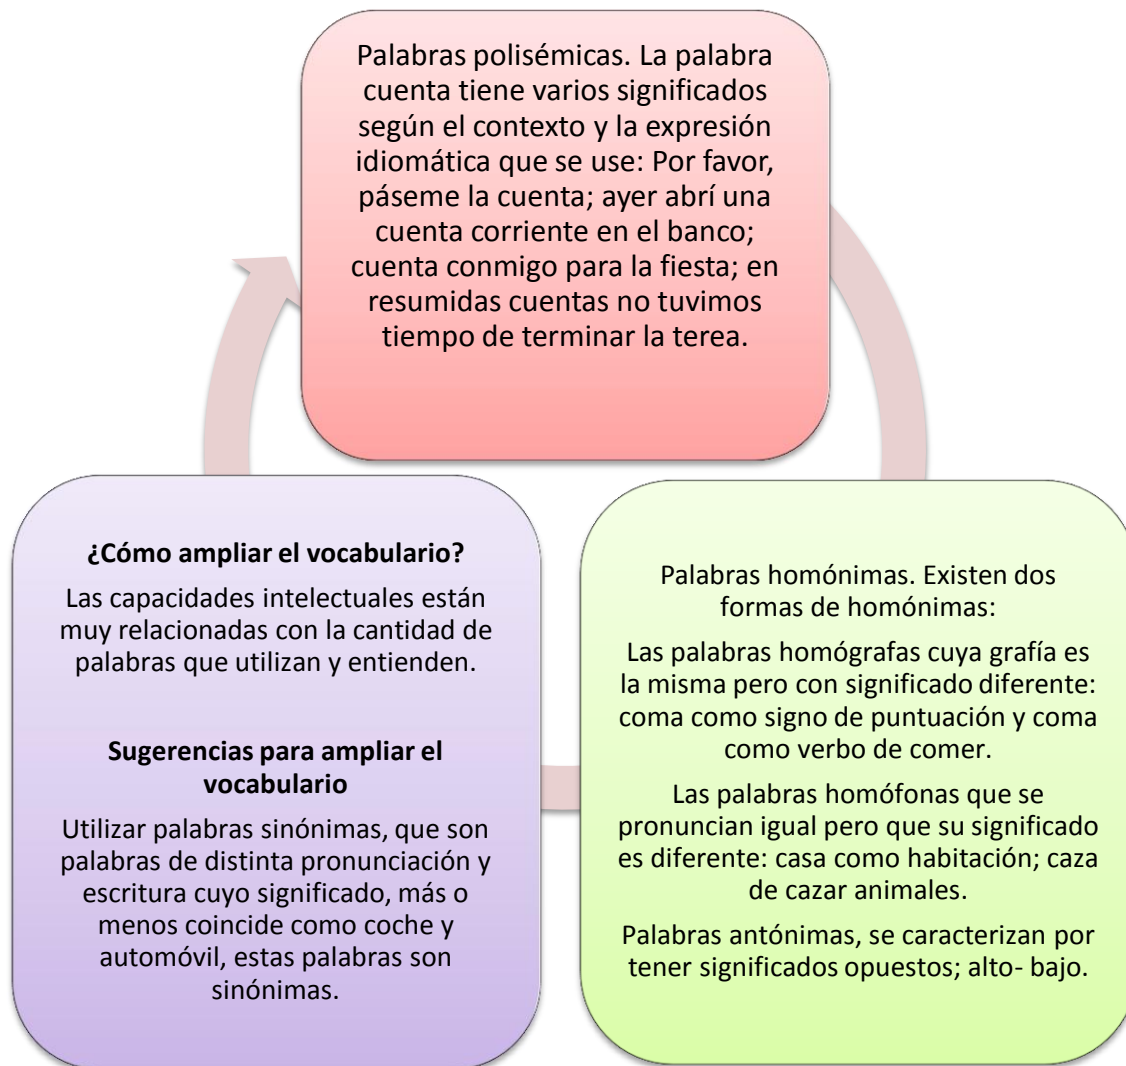 Palabras polisémicas. La palabra
cuenta tiene varios significados
según el contexto y la expresión
idiomática que se use: Por favor,
páseme la cuenta; ayer abrí una
cuenta corriente en el banco;
cuenta conmigo para la fiesta; en
resumidas cuentas no tuvimos
tiempo de terminar la terea.
¿Cómo ampliar el vocabulario?
Las capacidades intelectuales están
muy relacionadas con la cantidad de
palabras que utilizan y entienden.
Sugerencias para ampliar el
vocabulario
Utilizar palabras sinónimas, que son
palabras de distinta pronunciación y
escritura cuyo significado, más o
menos coincide como coche y
automóvil, estas palabras son
sinónimas.
Palabras homónimas. Existen dos
formas de homónimas:
Las palabras homógrafas cuya grafía es
la misma pero con significado diferente:
coma como signo de puntuación y coma
como verbo de comer.
Las palabras homófonas que se
pronuncian igual pero que su significado
es diferente: casa como habitación; caza
de cazar animales.
Palabras antónimas, se caracterizan por
tener significados opuestos; alto- bajo.